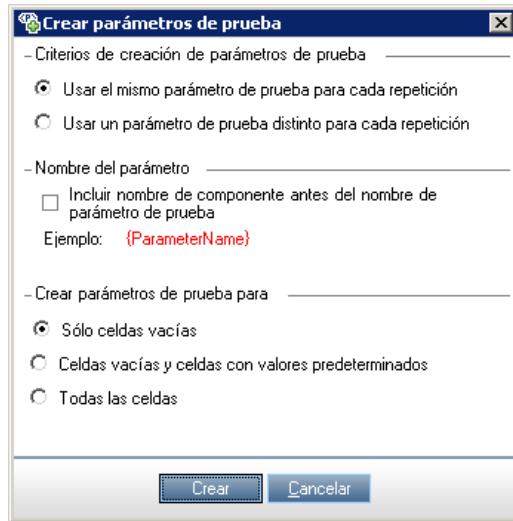 Crear parámetros de prueba
Criterios de creación de parámetros de prueba
Usar el mismo parámetro de prueba para cada repetición
Usar un parámetro de prueba distinto para cada repetición
Nombre del parámetro
Incluir nombre de componente antes del nombre de
parámetro de prueba
Ejemplo: {ParameterName}
Crear parámetros de prueba para
Sólo celdas vacías
Celdas vacías y celdas con valores predeterminados
Todas las celdas
Crear Cancelar